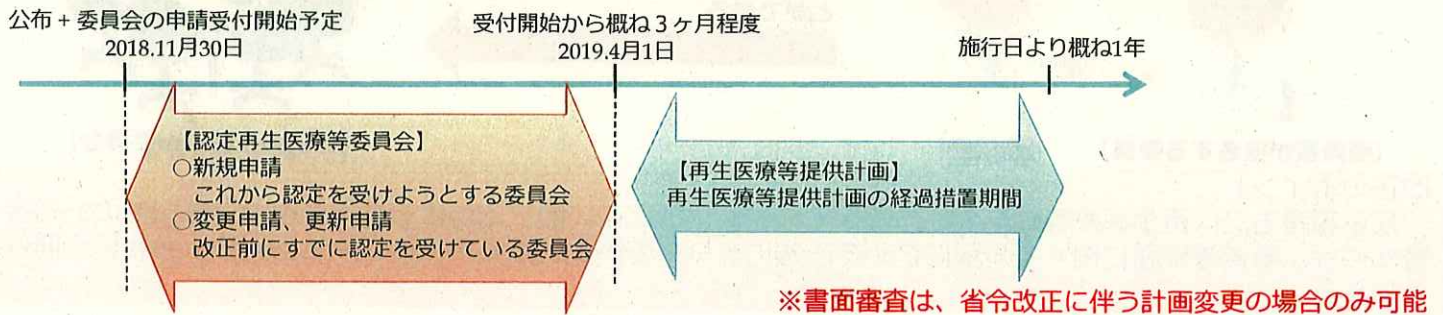 公布 + 委員会の申請受付開始予定
2018.11月30日
受付開始から概ね3ヶ月程度
2019.4月1日
施行日より概ね1年
【認定再生医療等委員会】
○新規申請
これから認定を受けようとする委員会
○変更申請、更新申請
改正前にすでに認定を受けている委員会
【再生医療等提供計画】
再生医療等提供計画の経過措置期間
※書面審査は、省令改正に伴う計画変更の場合のみ可能